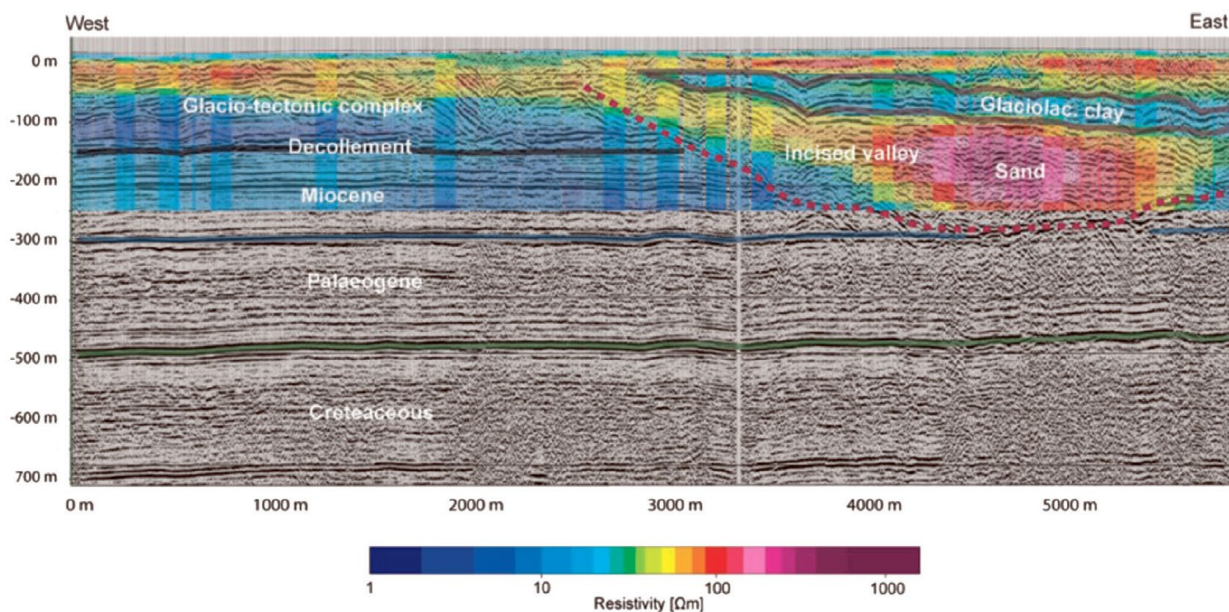 West
East
0 m
-100 m
-200 m
-300 m
-400 m
-500 m
-600 m
700 m
Glacio-tectonic complex
Glaciolac. clay
Decollement
Incised valley
Sand
Miocene
Palaeogene
Creteaceous
0 m
1000 m
2000 m
3000 m
4000 m
5000 m
1
10
100
1000
Resistivity [Ωm]